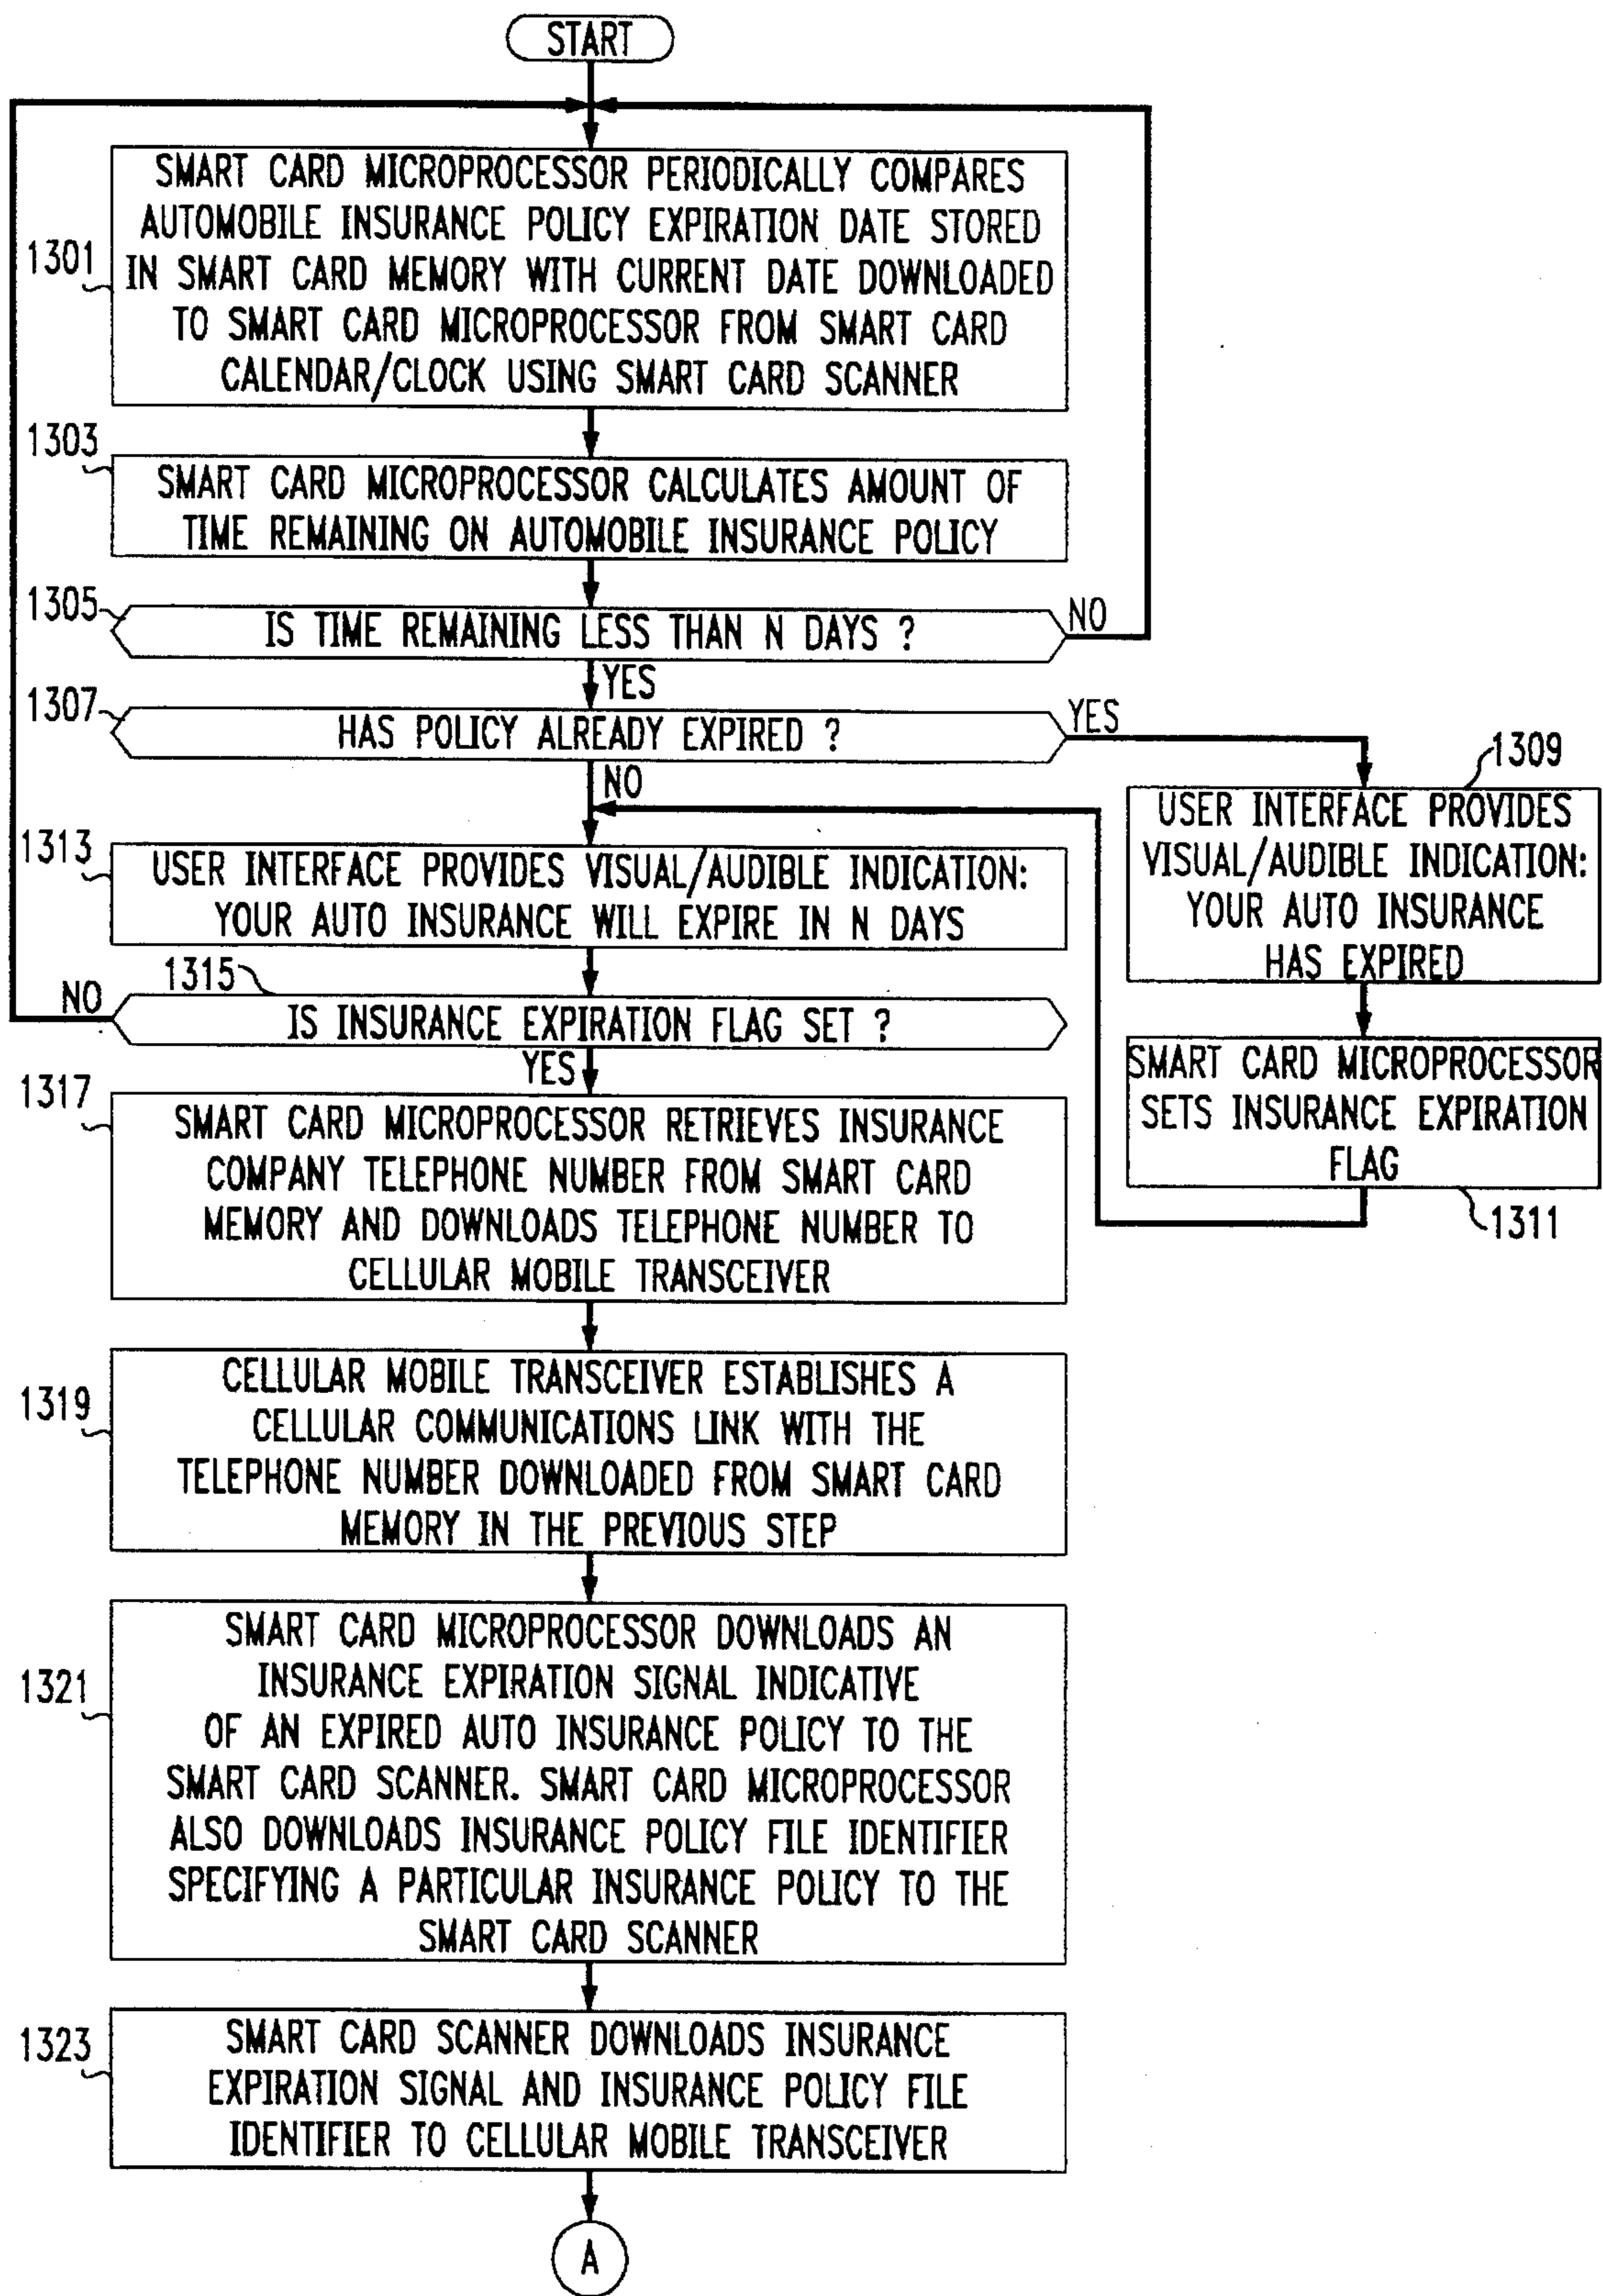 START
1301
SMART CARD MICROPROCESSOR PERIODICALLY COMPARES
AUTOMOBILE INSURANCE POLICY EXPIRATION DATE STORED
IN SMART CARD MEMORY WITH CURRENT DATE DOWNLOADED
TO SMART CARD MICROPROCESSOR FROM SMART CARD
CALENDAR/CLOCK USING SMART CARD SCANNER
1303
SMART CARD MICROPROCESSOR CALCULATES AMOUNT OF
TIME REMAINING ON AUTOMOBILE INSURANCE POLICY
1305
IS TIME REMAINING LESS THAN N DAYS ?
NO
YES
1307
HAS POLICY ALREADY EXPIRED ?
YES
NO
1309
USER INTERFACE PROVIDES
VISUAL/AUDIBLE INDICATION:
YOUR AUTO INSURANCE
HAS EXPIRED
SMART CARD MICROPROCESSOR
SETS INSURANCE EXPIRATION
FLAG
1311
1313
USER INTERFACE PROVIDES VISUAL/AUDIBLE INDICATION:
YOUR AUTO INSURANCE WILL EXPIRE IN N DAYS
1315
NO
IS INSURANCE EXPIRATION FLAG SET ?
YES
1317
SMART CARD MICROPROCESSOR RETRIEVES INSURANCE
COMPANY TELEPHONE NUMBER FROM SMART CARD
MEMORY AND DOWNLOADS TELEPHONE NUMBER TO
CELLULAR MOBILE TRANSCEIVER
1319
CELLULAR MOBILE TRANSCEIVER ESTABLISHES A
CELLULAR COMMUNICATIONS LINK WITH THE
TELEPHONE NUMBER DOWNLOADED FROM SMART CARD
MEMORY IN THE PREVIOUS STEP
1321
SMART CARD MICROPROCESSOR DOWNLOADS AN
INSURANCE EXPIRATION SIGNAL INDICATIVE
OF AN EXPIRED AUTO INSURANCE POLICY TO THE
SMART CARD SCANNER. SMART CARD MICROPROCESSOR
ALSO DOWNLOADS INSURANCE POLICY FILE IDENTIFIER
SPECIFYING A PARTICULAR INSURANCE POLICY TO THE
SMART CARD SCANNER
1323
SMART CARD SCANNER DOWNLOADS INSURANCE
EXPIRATION SIGNAL AND INSURANCE POLICY FILE
IDENTIFIER TO CELLULAR MOBILE TRANSCEIVER
A